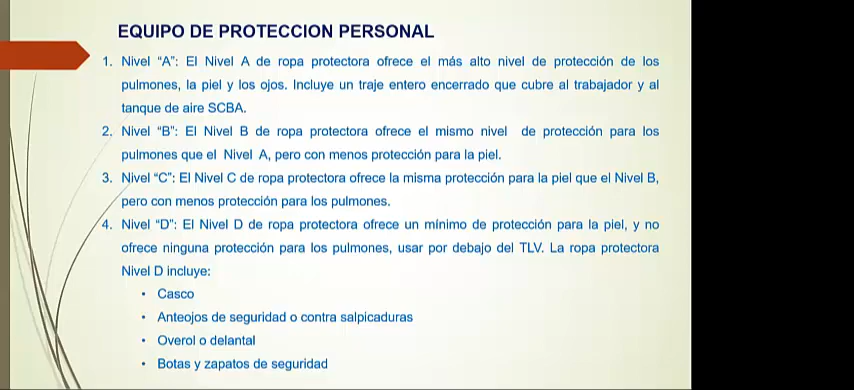 EQUIPO DE PROTECCION PERSONAL
1. Nivel “A”: El Nivel A de ropa protectora ofrece el más alto nivel de protección de los
pulmones, la piel y los ojos. Incluye un traje entero encerrado que cubre al trabajador y al
tanque de aire SCBA.
2. Nivel “B”: El Nivel B de ropa protectora ofrece el mismo nivel de protección para los
pulmones que el Nivel A, pero con menos protección para la piel.
3. Nivel “C”: El Nivel C de ropa protectora ofrece la misma protección para la piel que el Nivel B,
pero con menos protección para los pulmones.
4. Nivel “D”: El Nivel D de ropa protectora ofrece un mínimo de protección para la piel, y no
ofrece ninguna protección para los pulmones, usar por debajo del TLV. La ropa protectora
Nivel D incluye:
• Casco
• Anteojos de seguridad o contra salpicaduras
• Overol o delantal
• Botas y zapatos de seguridad